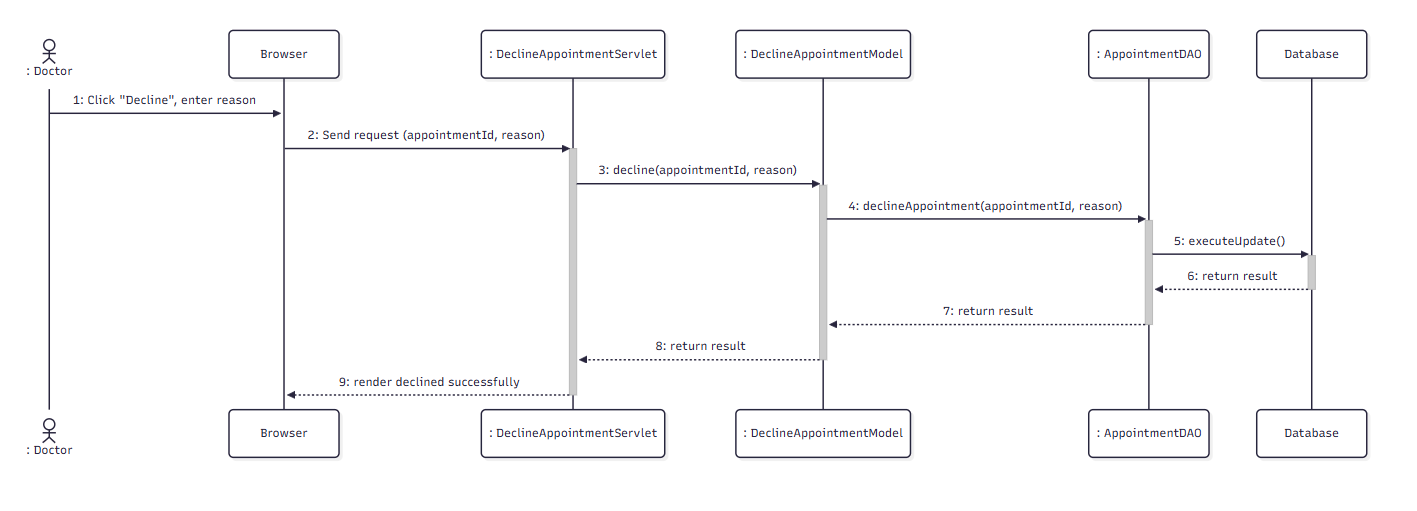 : Doctor
Browser
: DeclineAppointmentServlet
: DeclineAppointmentModel
: AppointmentDAO
Database
1: Click "Decline", enter reason
2: Send request (appointmentId, reason)
3: decline(appointmentId, reason)
4: declineAppointment(appointmentId, reason)
5: executeUpdate()
6: return result
7: return result
8: return result
9: render declined successfully
: Doctor
Browser
: DeclineAppointmentServlet
: DeclineAppointmentModel
: AppointmentDAO
Database